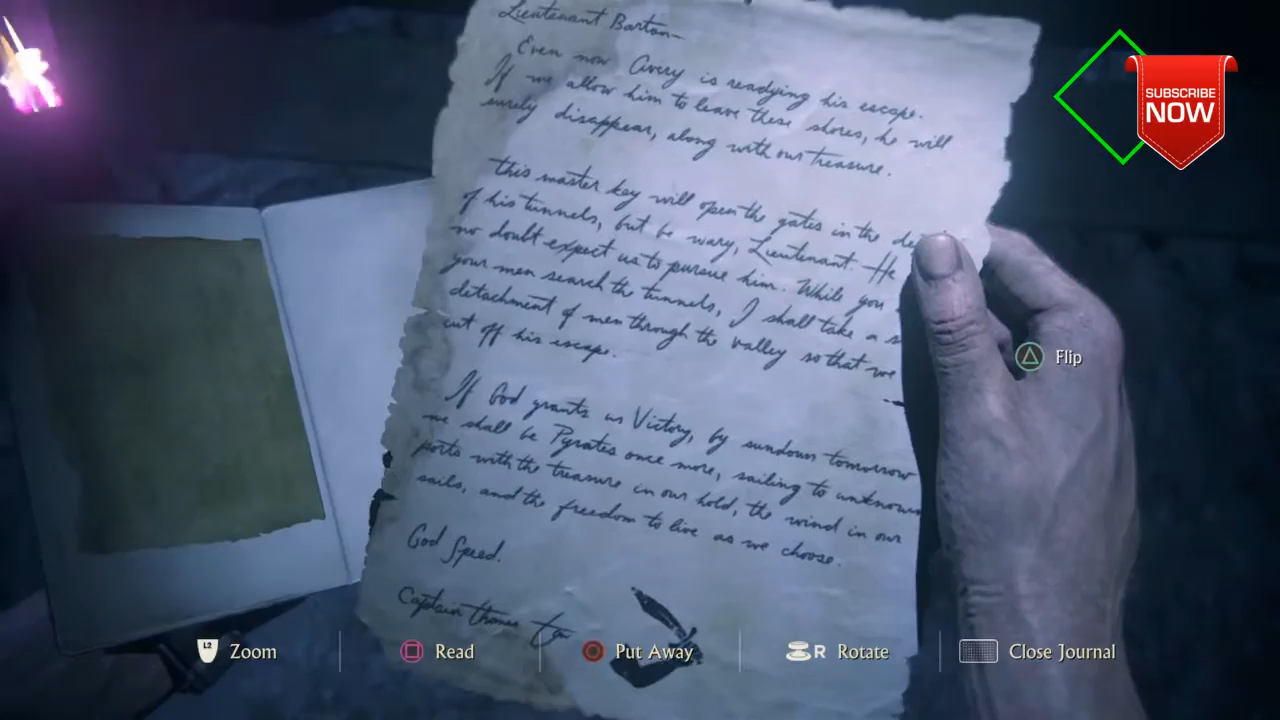 Lieutenant Barton—
Even now Avery is readying his escape.
If we allow him to leave these shores, he will
surely disappear, along with our treasure.
this master key will open the gates in the
of his tunnels, but be wary, Lieutenant. He
no doubt expect us to pursue him. While you
your men search the tunnels, I shall take a
detachment of men through the valley so that we
cut off his escape.
If God grants us Victory, by sundown tomorrow
we shall be Pyrates once more, sailing to unknown
ports with the treasure in our hold, the wind in our
sails, and the freedom to live as we choose.
God Speed.
Captain Thomas
SUBSCRIBE
NOW
Flip
L2 Zoom
Read
Put Away
R Rotate
Close Journal